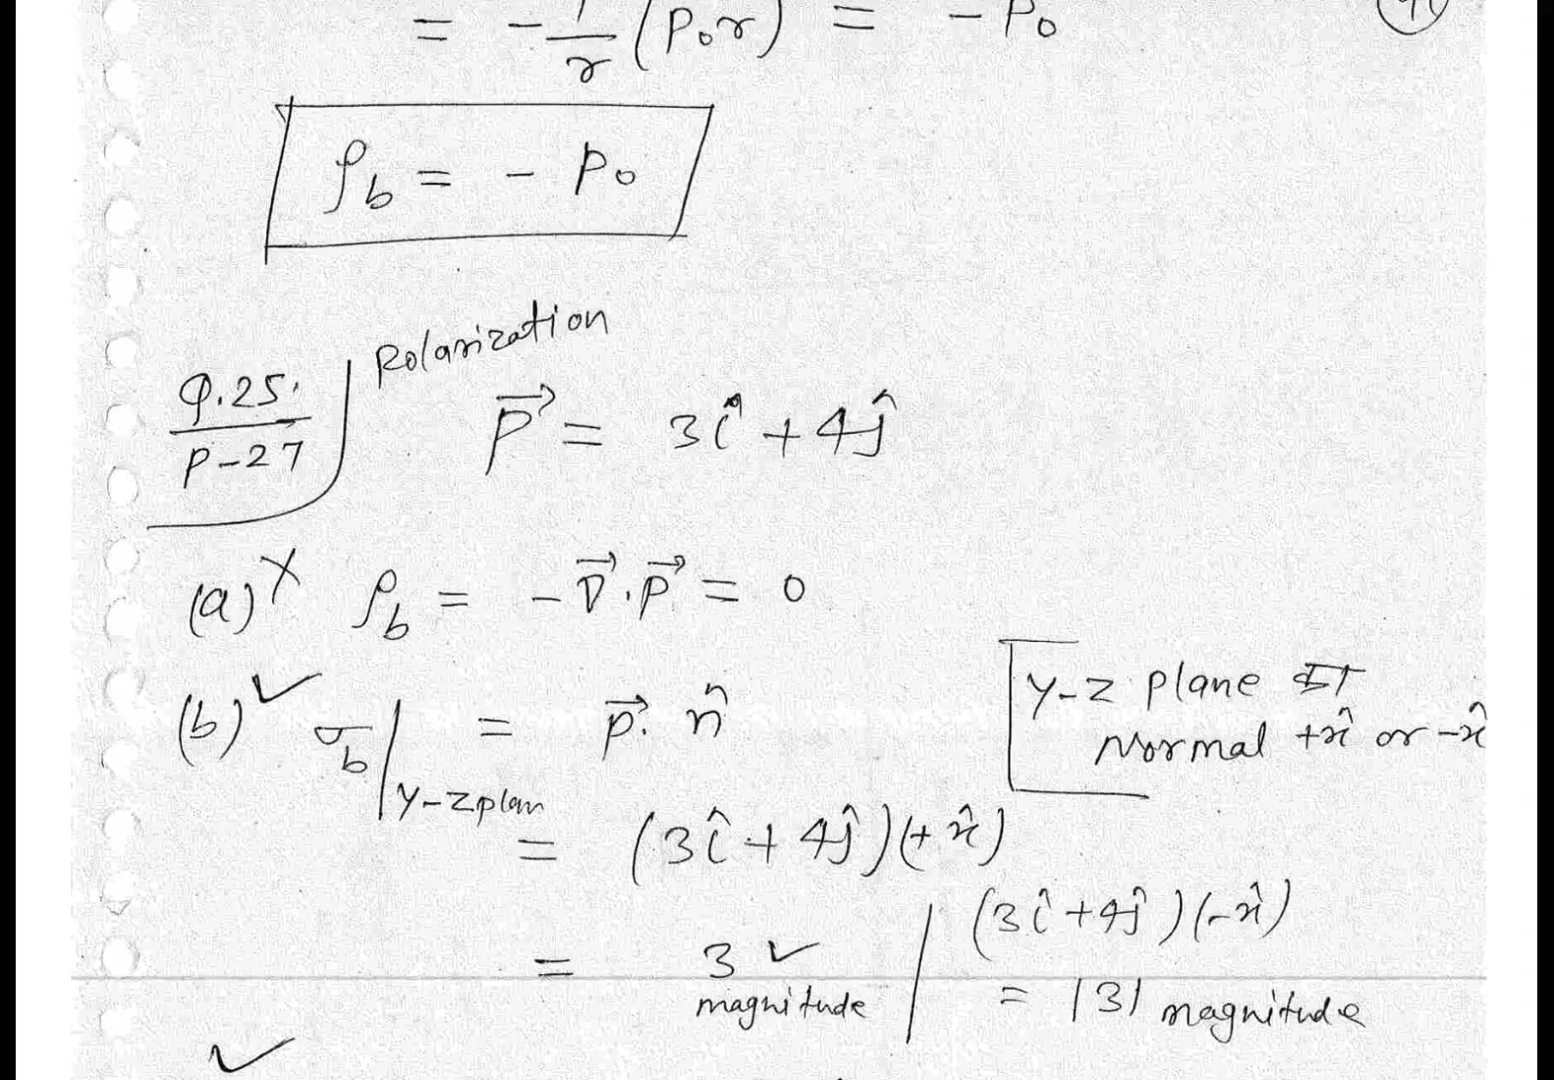 = - 1/r (P₀r) = - P₀
ρ_b = - P₀
Polarization
Q.25. / P-27
P⃗ = 3î + 4ĵ
(a) ✗ ρ_b = - ∇⃗.P⃗ = 0
(b) ✓ σ_b |y-z plan = P⃗. n̂
y-z plane
Normal +x̂ or -x̂
= (3î + 4ĵ)(+x̂)
= 3 ✓ magnitude
(3î + 4ĵ)(-x̂)
= |3| magnitude
✓